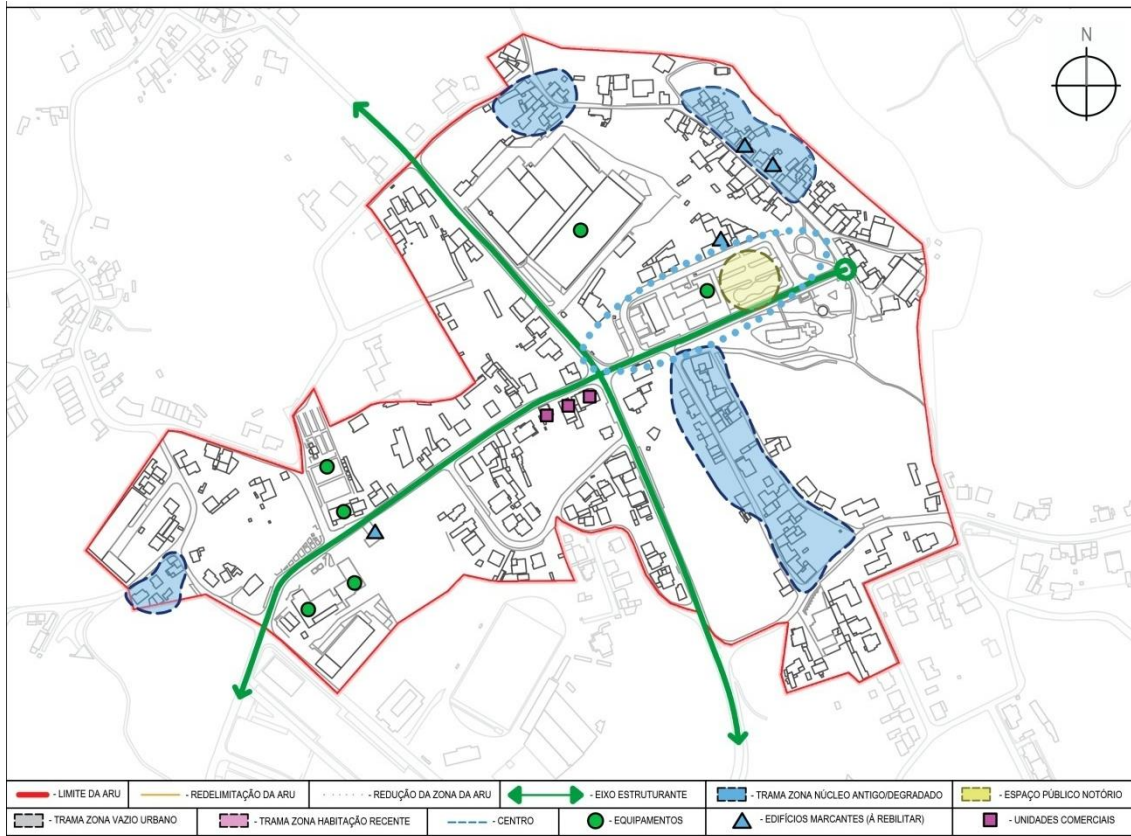 N
- LIMITE DA ARU
- REDELIMITAÇÃO DA ARU
- REDUÇÃO DA ZONA DA ARU
- EIXO ESTRUTURANTE
- TRAMA ZONA NÚCLEO ANTIGO/DEGRADADO
- ESPAÇO PÚBLICO NOTÓRIO
- TRAMA ZONA VAZIO URBANO
- TRAMA ZONA HABITAÇÃO RECENTE
- CENTRO
- EQUIPAMENTOS
- EDIFÍCIOS MARCANTES (Á REBILITAR)
- UNIDADES COMERCIAIS